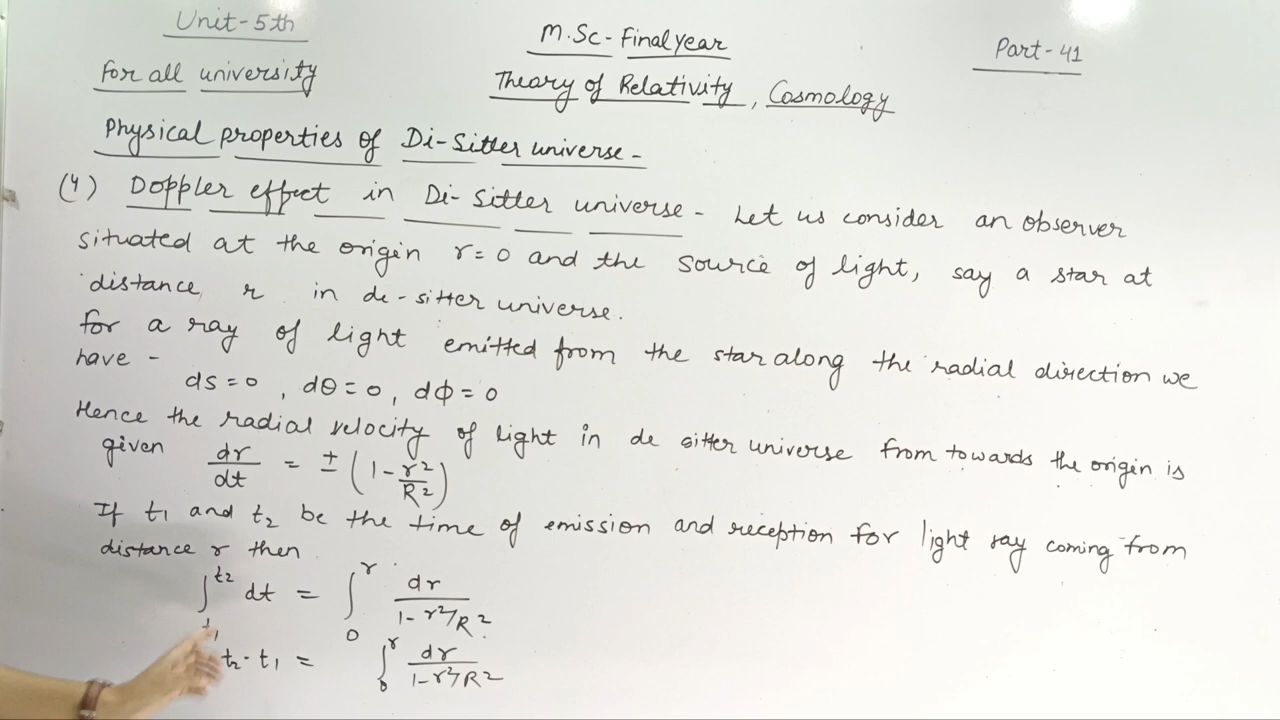 Unit-5th
M.Sc-Final year
Part-41
For all university
Theory of Relativity, Cosmology
Physical properties of Di-Sitter universe-
(4) Doppler effect in Di-Sitter universe- Let us consider an observer
situated at the origin r=0 and the source of light, say a star at
distance r in de-sitter universe.
for a ray of light emitted from the star along the radial direction we
have -
ds=0, dθ=0, dϕ=0
Hence the radial velocity of light in de sitter universe from towards the origin is
given dr/dt = ±(1-r²/R²)
If t₁ and t₂ be the time of emission and reception for light ray coming from
distance r then
∫_{t₁}^{t₂} dt = ∫_0^r dr/(1-r²/R²)
t₂-t₁ = ∫_0^r dr/(1-r²/R²)